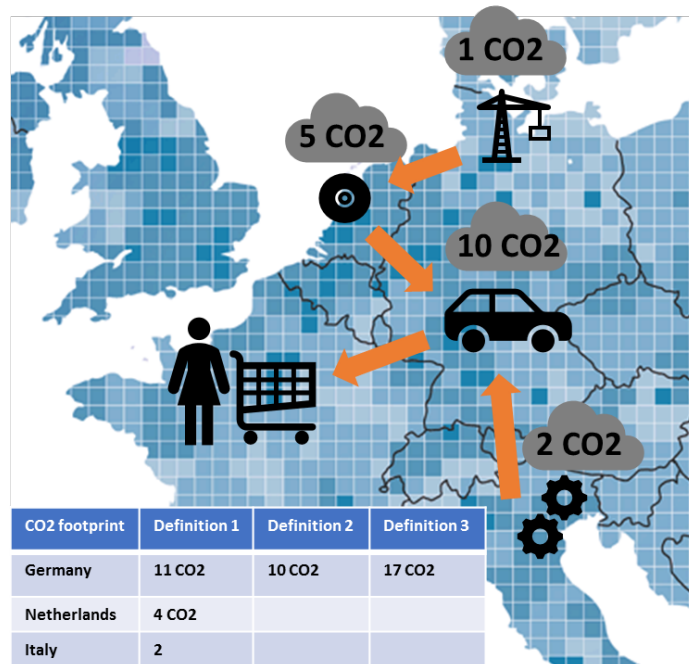 1 CO2
5 CO2
10 CO2
2 CO2
CO2 footprint Definition 1 Definition 2 Definition 3
Germany 11 CO2 10 CO2 17 CO2
Netherlands 4 CO2
Italy 2